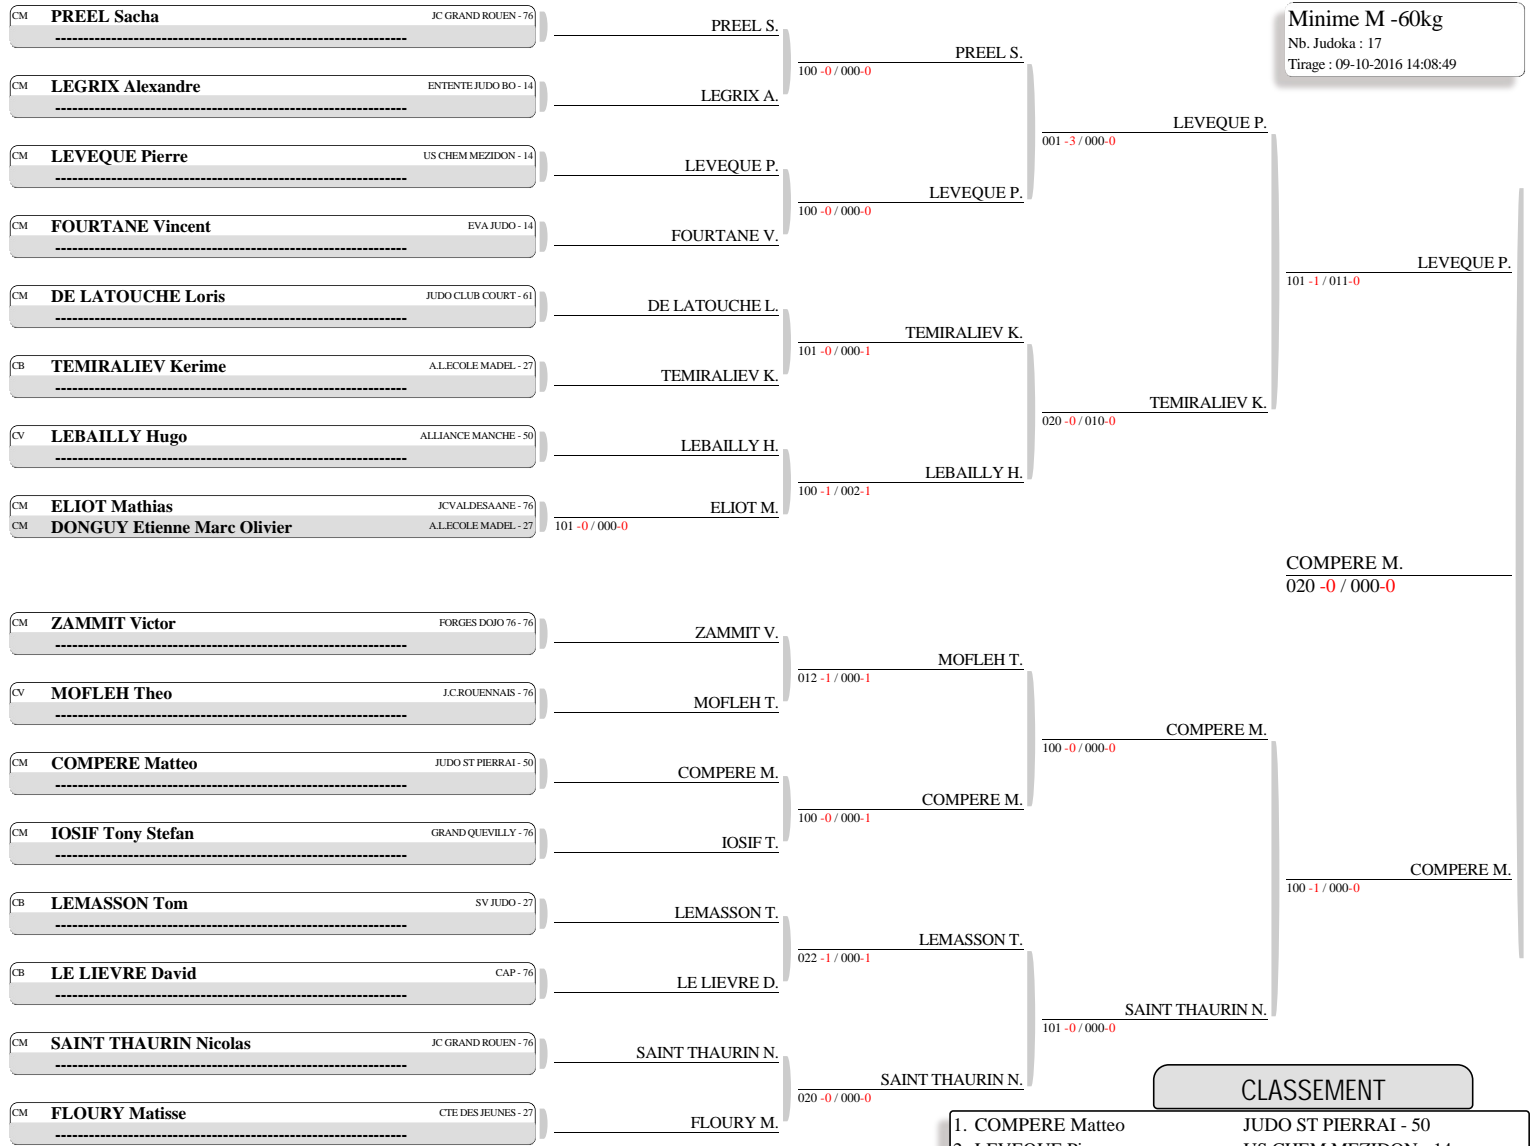 Minime M -60kg
Nb. Judoka : 17
Tirage : 09-10-2016 14:08:49
CM PREEL Sacha JC GRAND ROUEN - 76
------------------------------------------------------------------------
CM LEGRIX Alexandre ENTENTE JUDO BO - 14
------------------------------------------------------------------------
CM LEVEQUE Pierre US CHEM MEZIDON - 14
------------------------------------------------------------------------
CM FOURTANE Vincent EVA JUDO - 14
------------------------------------------------------------------------
CM DE LATOUCHE Loris JUDO CLUB COURT - 61
------------------------------------------------------------------------
CB TEMIRALIEV Kerime A.L.ECOLE MADEL - 27
------------------------------------------------------------------------
CV LEBAILLY Hugo ALLIANCE MANCHE - 50
------------------------------------------------------------------------
CM ELIOT Mathias JCVALDESAANE - 76
CM DONGUY Etienne Marc Olivier A.L.ECOLE MADEL - 27
CM ZAMMIT Victor FORGES DOJO 76 - 76
------------------------------------------------------------------------
CV MOFLEH Theo J.C.ROUENNAIS - 76
------------------------------------------------------------------------
CM COMPERE Matteo JUDO ST PIERRAI - 50
------------------------------------------------------------------------
CM IOSIF Tony Stefan GRAND QUEVILLY - 76
------------------------------------------------------------------------
CB LEMASSON Tom SV JUDO - 27
------------------------------------------------------------------------
CB LE LIEVRE David CAP - 76
------------------------------------------------------------------------
CM SAINT THAURIN Nicolas JC GRAND ROUEN - 76
------------------------------------------------------------------------
CM FLOURY Matisse CTE DES JEUNES - 27
------------------------------------------------------------------------
PREEL S.
LEGRIX A.
LEVEQUE P.
FOURTANE V.
DE LATOUCHE L.
TEMIRALIEV K.
LEBAILLY H.
ELIOT M.
101 -0 / 000-0
ZAMMIT V.
MOFLEH T.
COMPERE M.
IOSIF T.
LEMASSON T.
LE LIEVRE D.
SAINT THAURIN N.
FLOURY M.
PREEL S.
100 -0 / 000-0
LEVEQUE P.
100 -0 / 000-0
TEMIRALIEV K.
101 -0 / 000-1
LEBAILLY H.
100 -1 / 002-1
MOFLEH T.
012 -1 / 000-1
COMPERE M.
100 -0 / 000-1
LEMASSON T.
022 -1 / 000-1
SAINT THAURIN N.
020 -0 / 000-0
LEVEQUE P.
001 -3 / 000-0
TEMIRALIEV K.
020 -0 / 010-0
COMPERE M.
100 -0 / 000-0
SAINT THAURIN N.
101 -0 / 000-0
LEVEQUE P.
101 -1 / 011-0
COMPERE M.
100 -1 / 000-0
COMPERE M.
020 -0 / 000-0
CLASSEMENT
1. COMPERE Matteo JUDO ST PIERRAI - 50
2. LEVEQUE Pierre US CHEM MEZIDON - 14